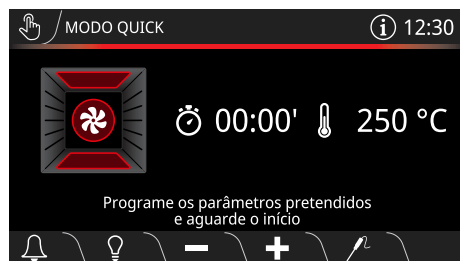 MODO QUICK
i 12:30
00:00' 250 °C
Programe os parâmetros pretendidos
e aguarde o início